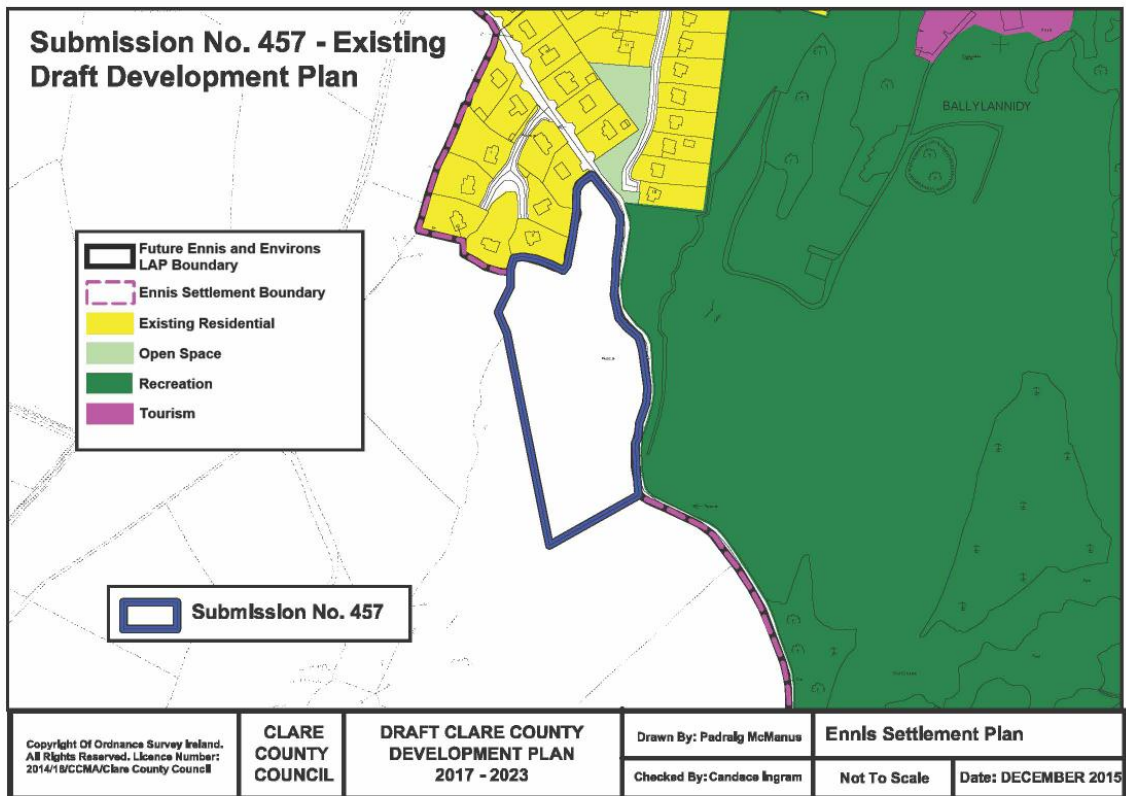 Submission No. 457 - Existing
Draft Development Plan
BALLYLANNIDY
Future Ennis and Environs
LAP Boundary
Ennis Settlement Boundary
Existing Residential
Open Space
Recreation
Tourism
Submission No. 457
Copyright Of Ordnance Survey Ireland.
All Rights Reserved. Licence Number:
2014/18/CCMA/Clare County Council
CLARE
COUNTY
COUNCIL
DRAFT CLARE COUNTY
DEVELOPMENT PLAN
2017 - 2023
Drawn By: Padraig McManus
Checked By: Candace Ingram
Ennis Settlement Plan
Not To Scale
Date: DECEMBER 2015